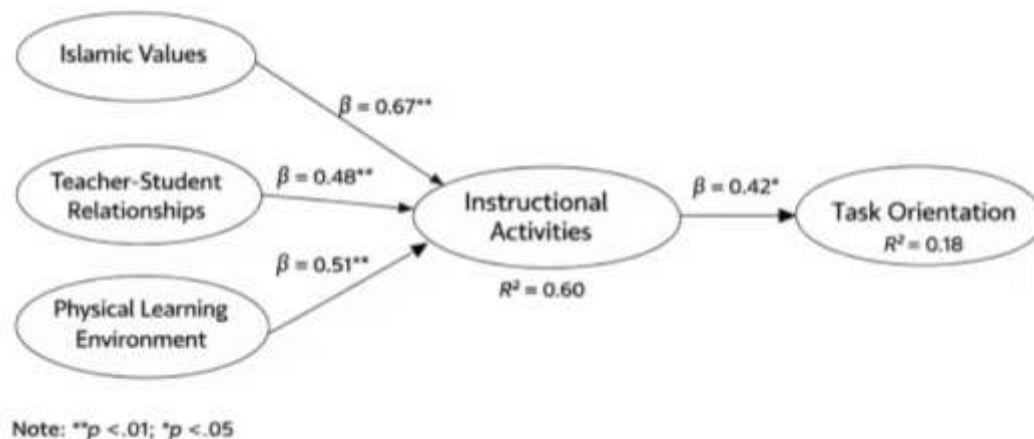 Islamic Values
β = 0.67**
Teacher-Student
Relationships
β = 0.48**
Physical Learning
Environment
β = 0.51**
Instructional
Activities
R² = 0.60
β = 0.42*
Task Orientation
R² = 0.18
Note: **p <.01; *p <.05